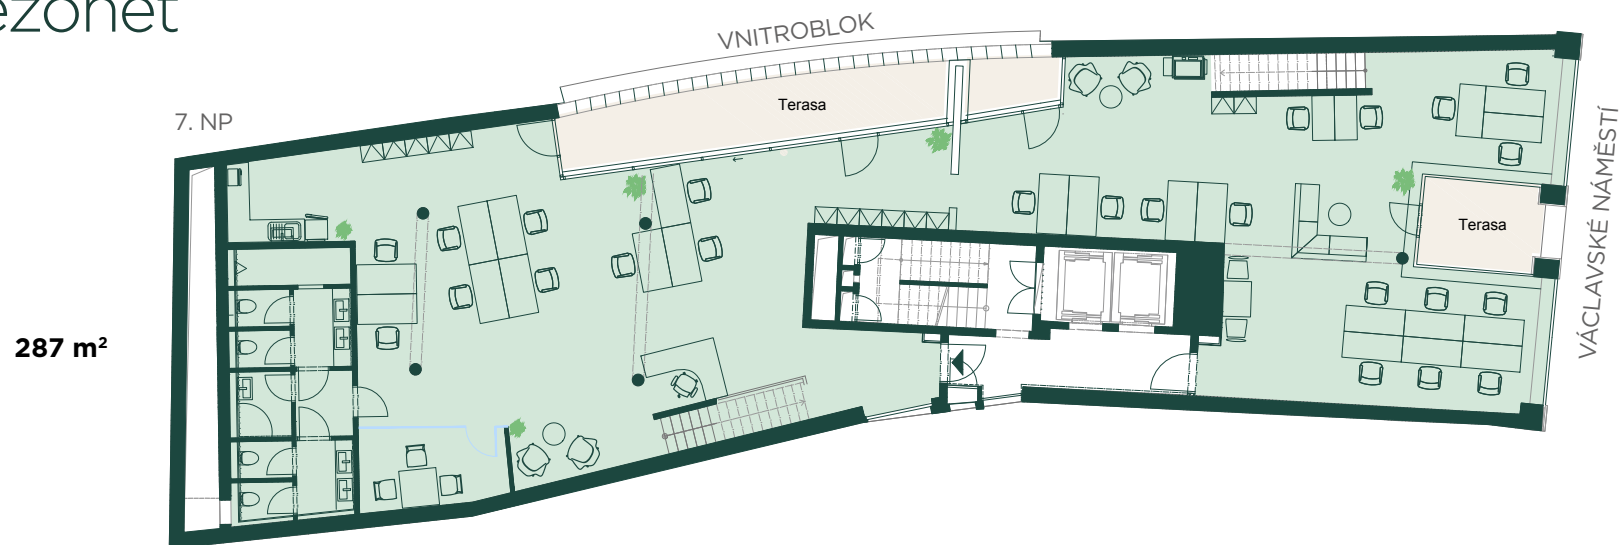 ezonet
VNITROBLOK
7. NP
Terasa
VÁCLAVSKÉ NÁMĚSTÍ
Terasa
287 m²